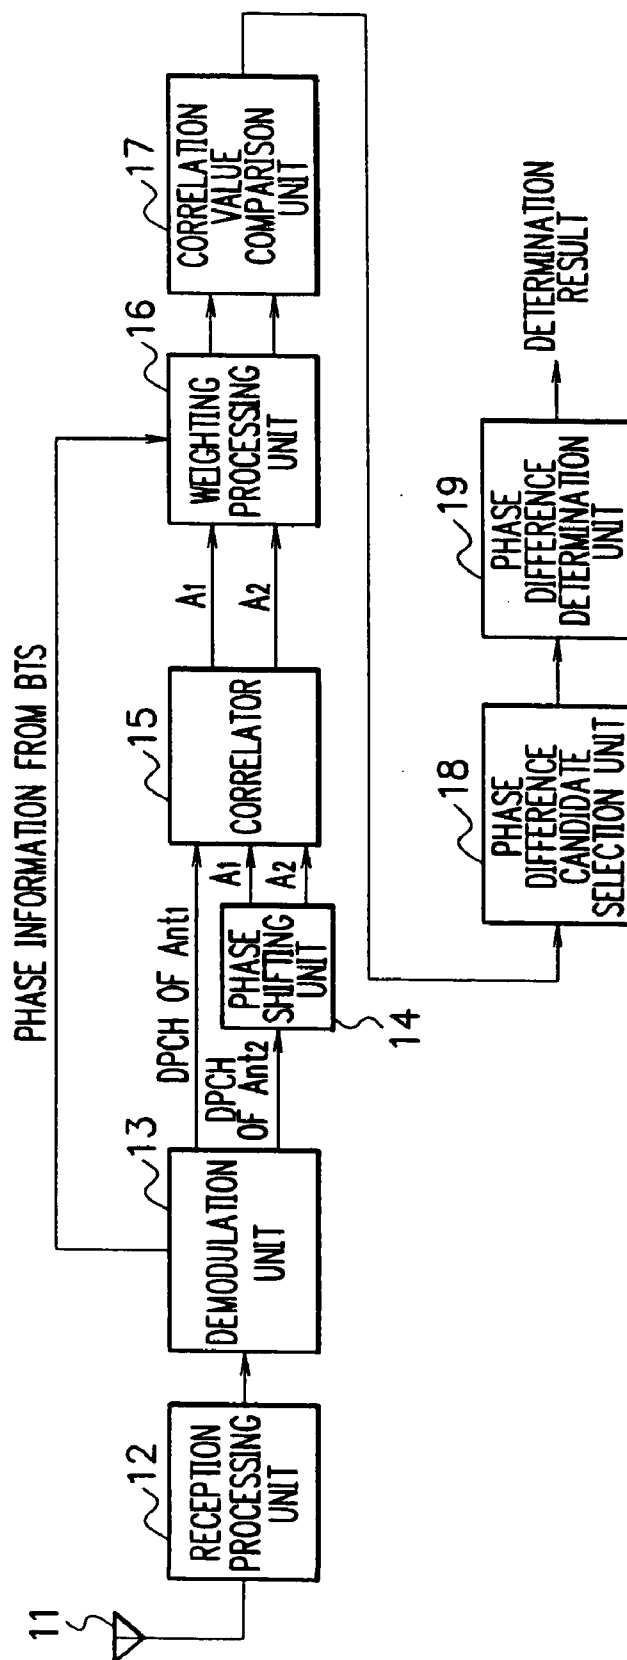 11
12
RECEPTION
PROCESSING
UNIT
13
DEMODULATION
UNIT
PHASE INFORMATION FROM BTS
DPCH OF Ant1
DPCH
OF Ant2
14
PHASE
SHIFTING
UNIT
A1
A2
15
CORRELATOR
A1
A2
16
WEIGHTING
PROCESSING
UNIT
17
CORRELATION
VALUE
COMPARISON
UNIT
18
PHASE
DIFFERENCE
CANDIDATE
SELECTION UNIT
19
PHASE
DIFFERENCE
DETERMINATION
UNIT
DETERMINATION
RESULT